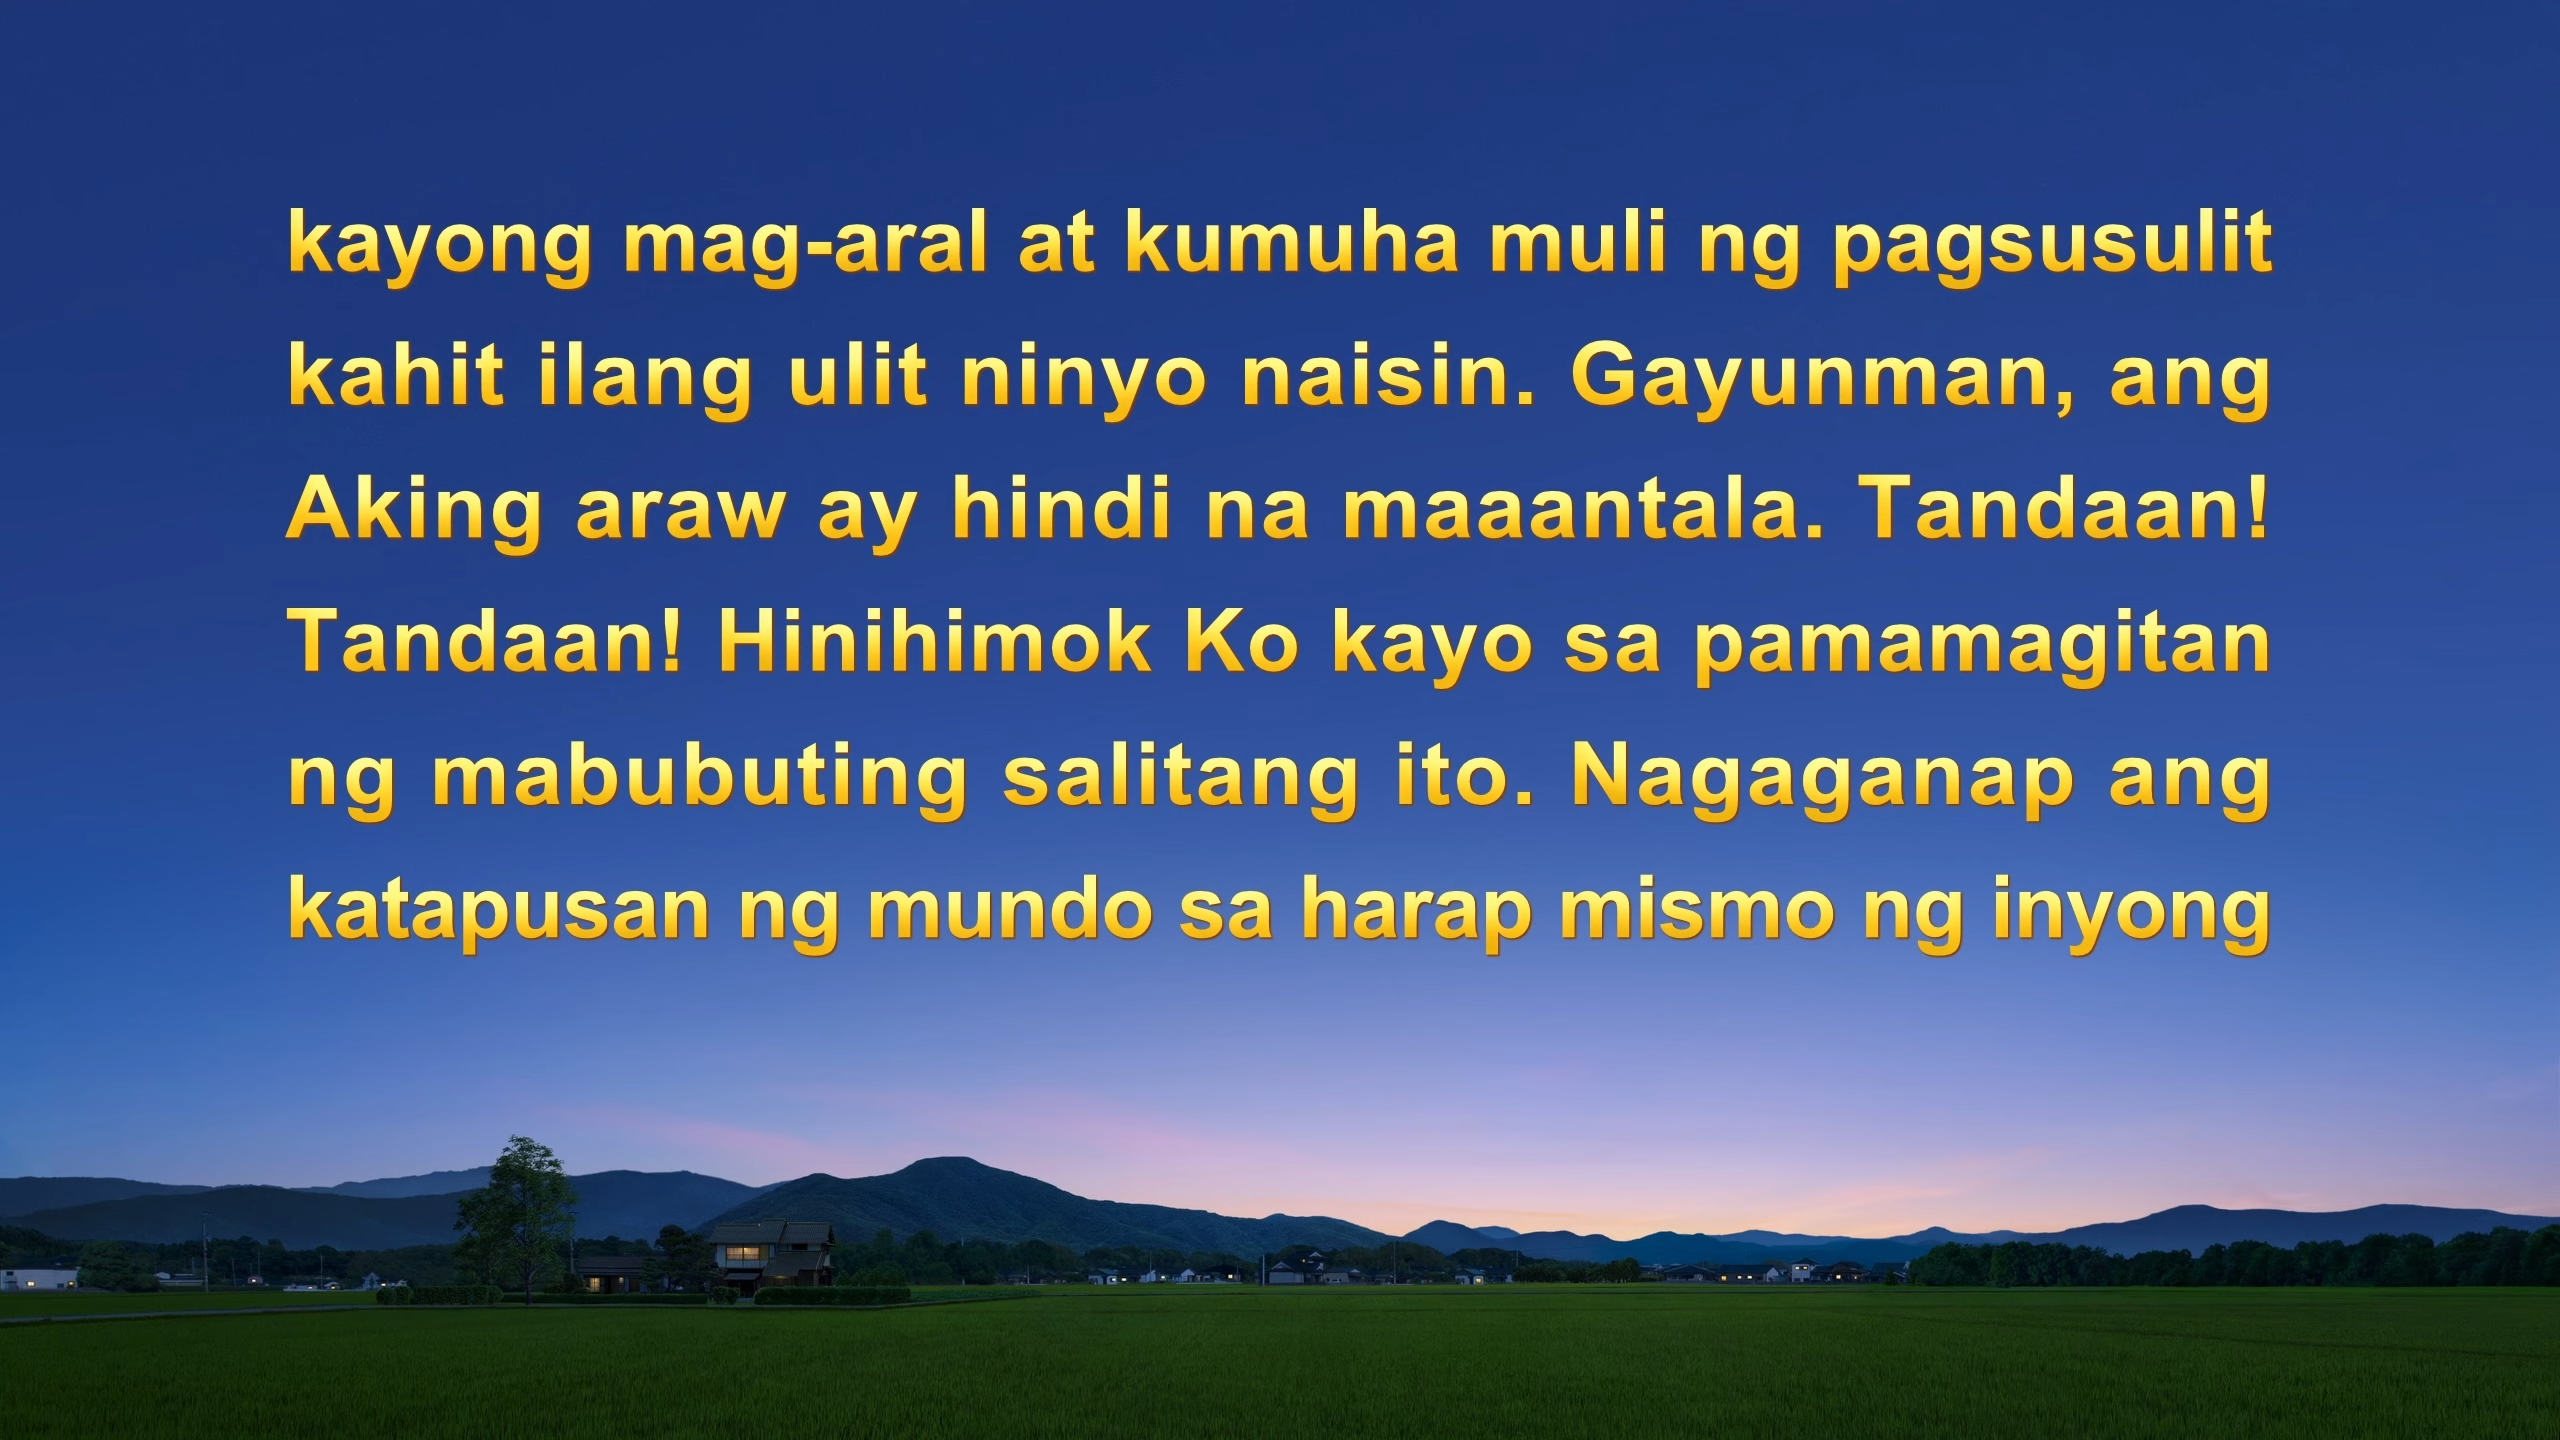 kayong mag-aral at kumuha muli ng pagsusulit
kahit ilang ulit ninyo naisin. Gayunman, ang
Aking araw ay hindi na maaantala. Tandaan!
Tandaan! Hinihimok Ko kayo sa pamamagitan
ng mabubuting salitang ito. Nagaganap ang
katapusan ng mundo sa harap mismo ng inyong